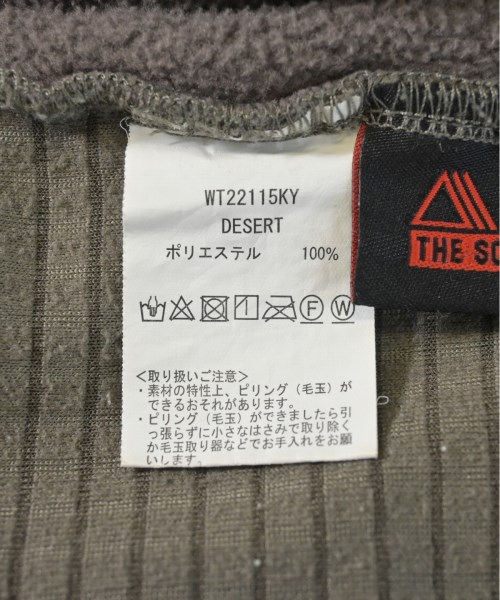 WT22115KY
DESERT
ポリエステル 100%
F W
<取り扱いご注意>
・素材の特性上、ピリング(毛玉)が
できるおそれがあります。
・ピリング(毛玉)ができましたら引
っ張らずに小さなはさみで取り除く
か毛玉取り器などでお手入れをお願
いします。
THE